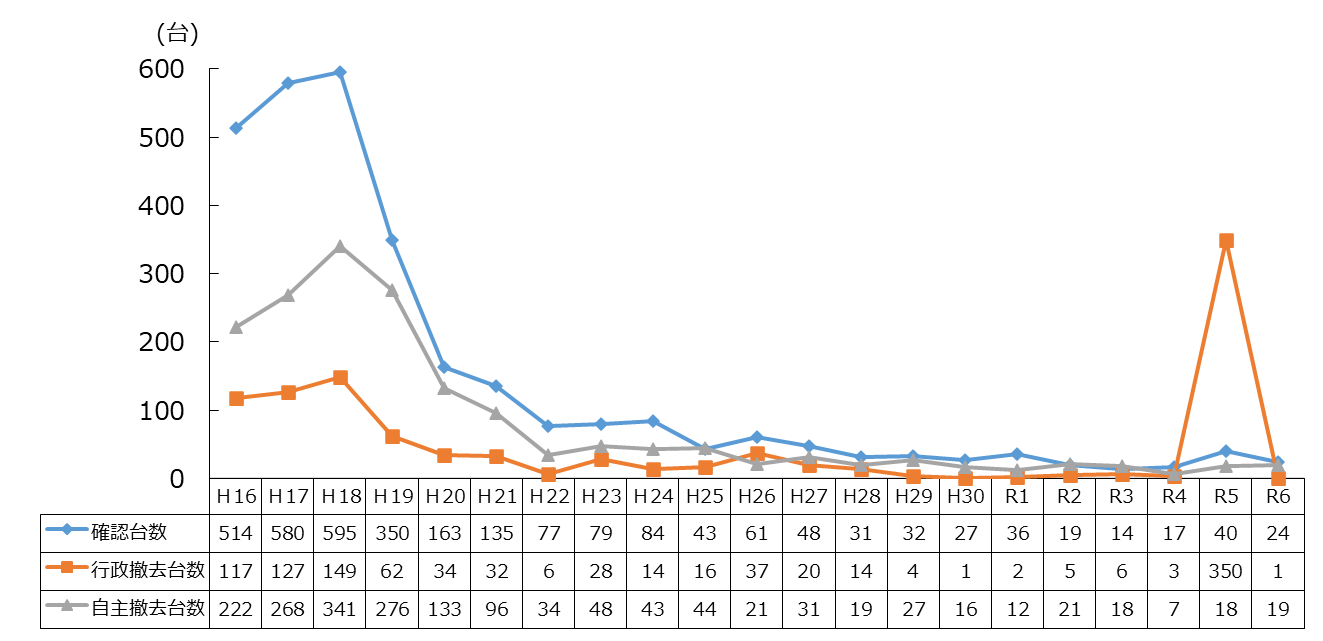 (台)
600
500
400
300
200
100
0
H16 H17 H18 H19 H20 H21 H22 H23 H24 H25 H26 H27 H28 H29 H30 R1 R2 R3 R4 R5 R6
確認台数 514 580 595 350 163 135 77 79 84 43 61 48 31 32 27 36 19 14 17 40 24
行政撤去台数 117 127 149 62 34 32 6 28 14 16 37 20 14 4 1 2 5 6 3 350 1
自主撤去台数 222 268 341 276 133 96 34 48 43 44 21 31 19 27 16 12 21 18 7 18 19